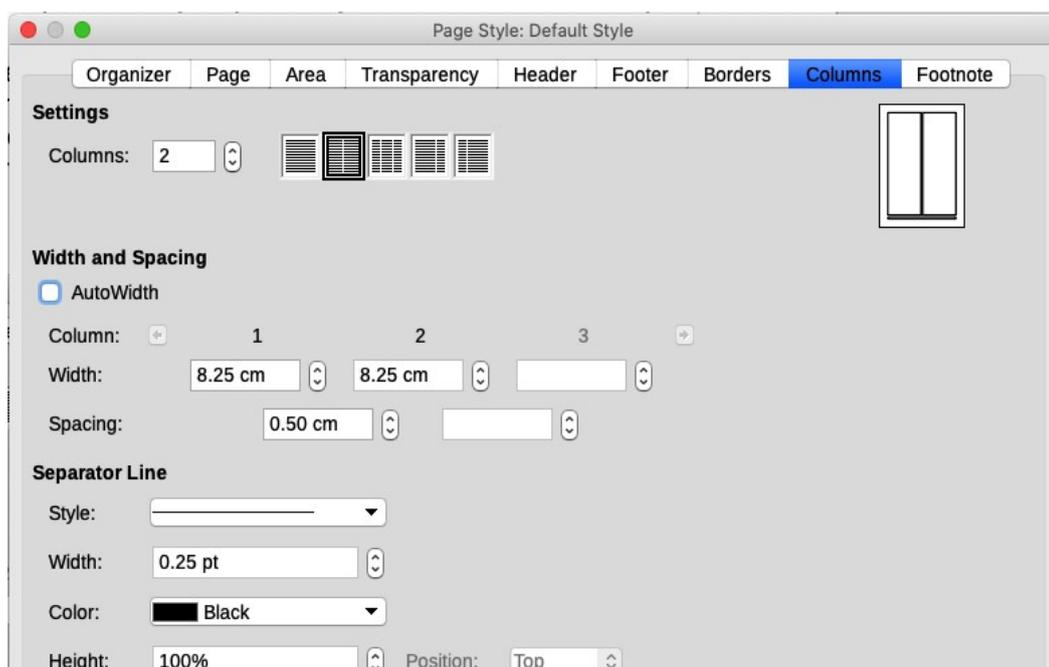 Page Style: Default Style
Organizer Page Area Transparency Header Footer Borders Columns Footnote
Settings
Columns: 2
Width and Spacing
AutoWidth
Column: 1 2 3
Width: 8.25 cm 8.25 cm
Spacing: 0.50 cm
Separator Line
Style:
Width: 0.25 pt
Color: Black
Height: 100% Position: Top